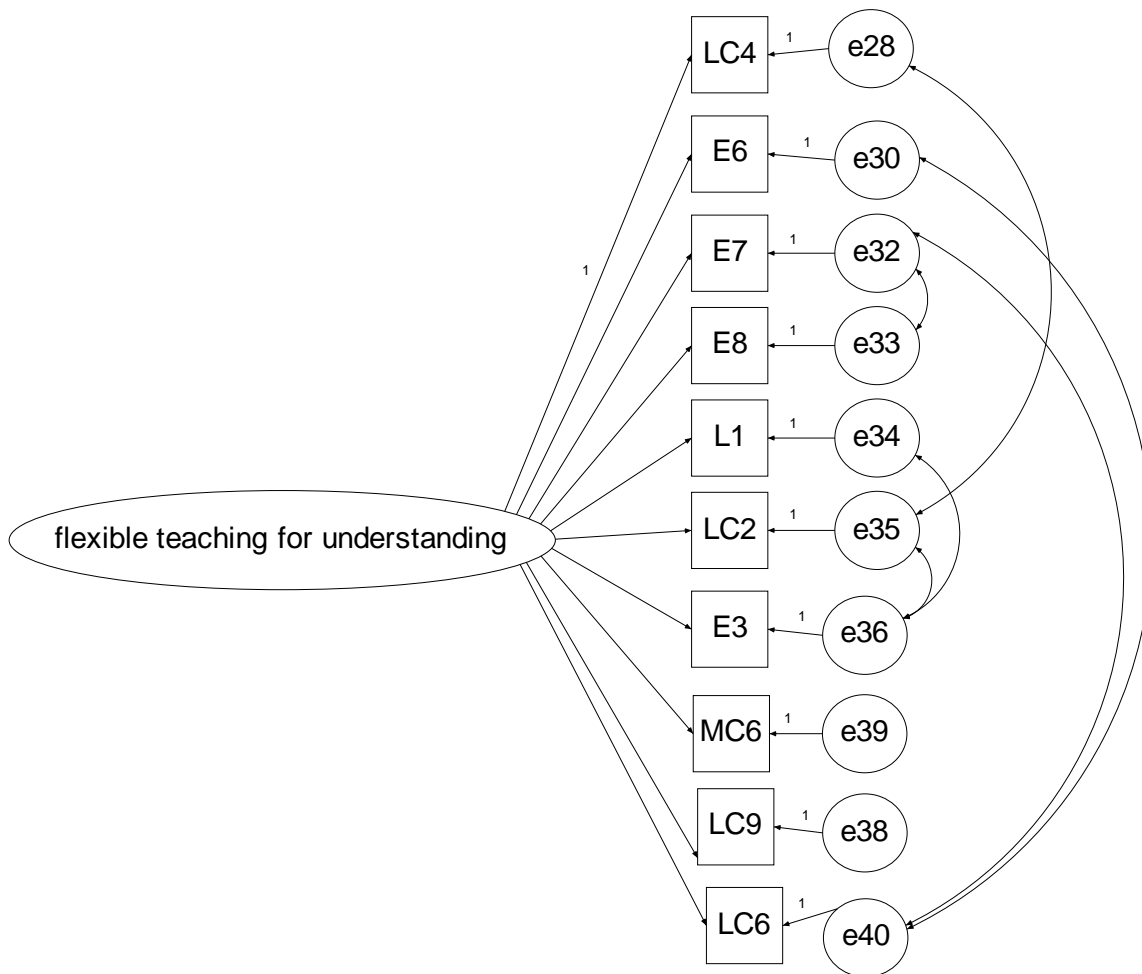 LC4
1
e28
E6
1
e30
E7
1
e32
1
E8
1
e33
L1
1
e34
flexible teaching for understanding
LC2
1
e35
E3
1
e36
MC6
1
e39
LC9
1
e38
LC6
1
e40